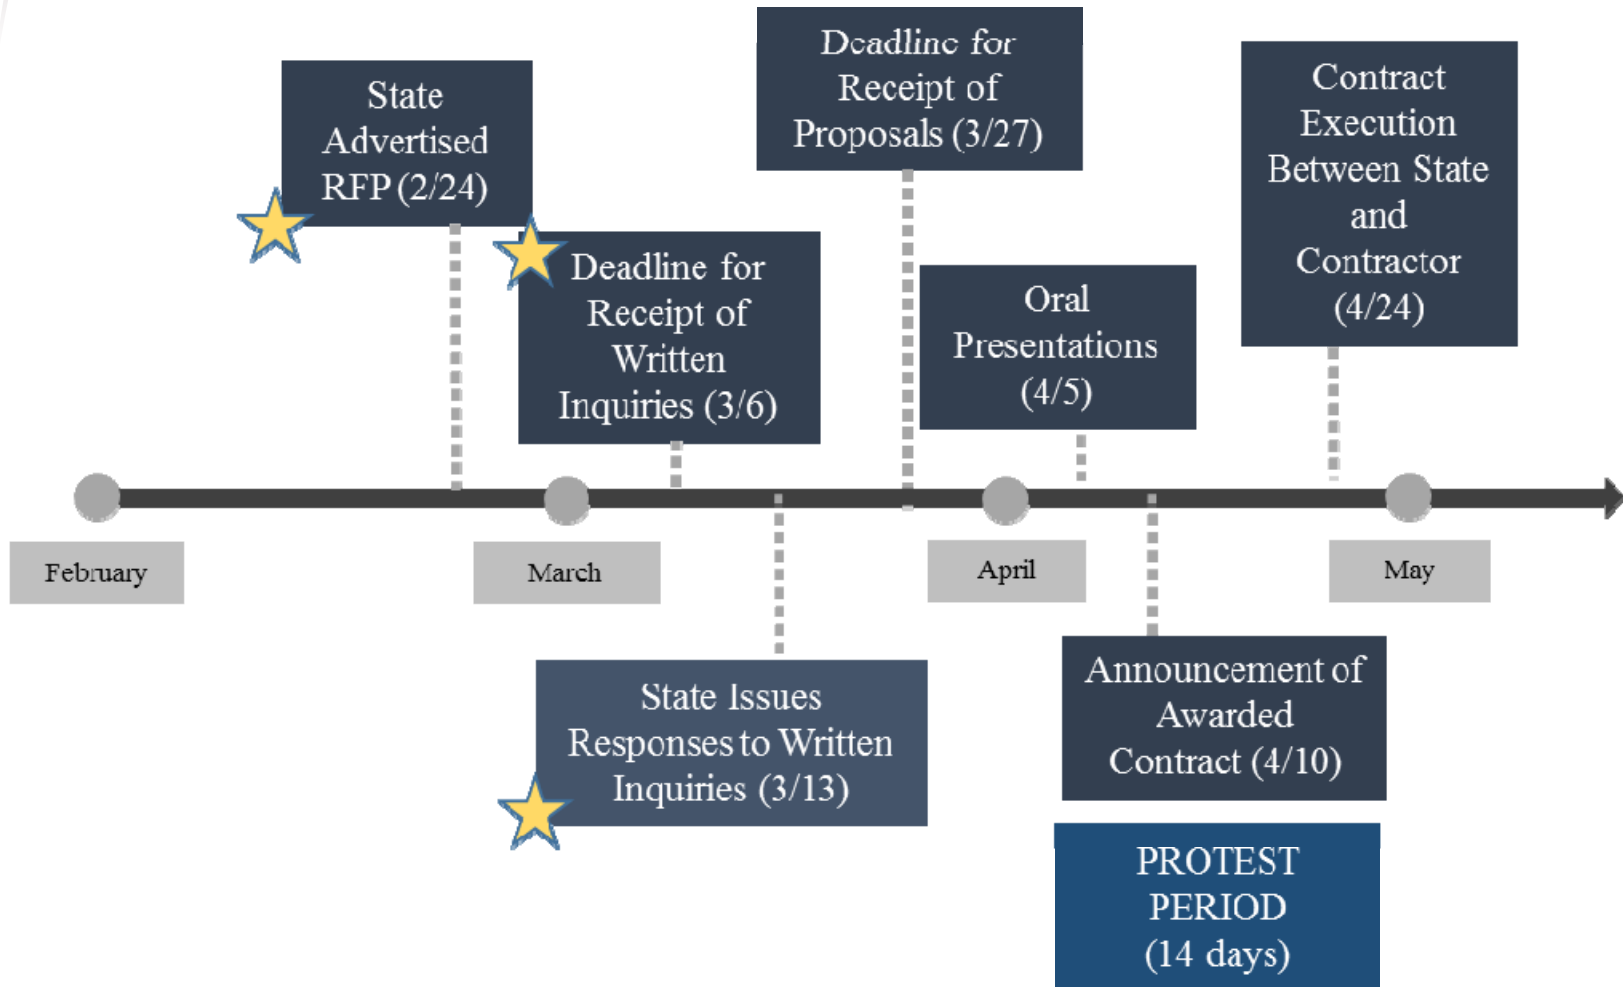 State
Advertised
RFP (2/24)
Deadline for
Receipt of
Written
Inquiries (3/6)
Deadline for
Receipt of
Proposals (3/27)
Oral
Presentations
(4/5)
Contract
Execution
Between State
and
Contractor
(4/24)
February
March
April
May
State Issues
Responses to Written
Inquiries (3/13)
Announcement of
Awarded
Contract (4/10)
PROTEST
PERIOD
(14 days)